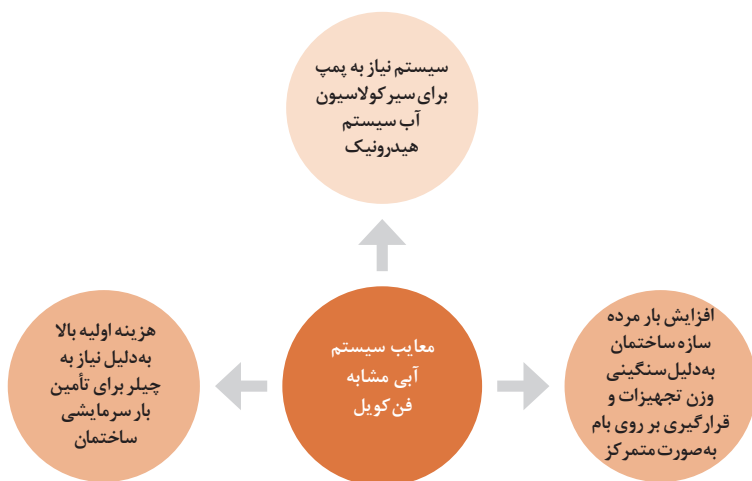 سیستم نیاز به پمپ
برای سیرکولاسیون
آب سیستم
هیدرونیک
افزایش بار مرده
سازه ساختمان
به‌دلیل سنگینی
وزن تجهیزات و
قرارگیری بر روی بام
به‌صورت متمرکز
معایب سیستم
آبی مشابه
فن‌کویل
هزینه اولیه بالا
به‌دلیل نیاز به
چیلر برای تأمین
بار سرمایشی
ساختمان